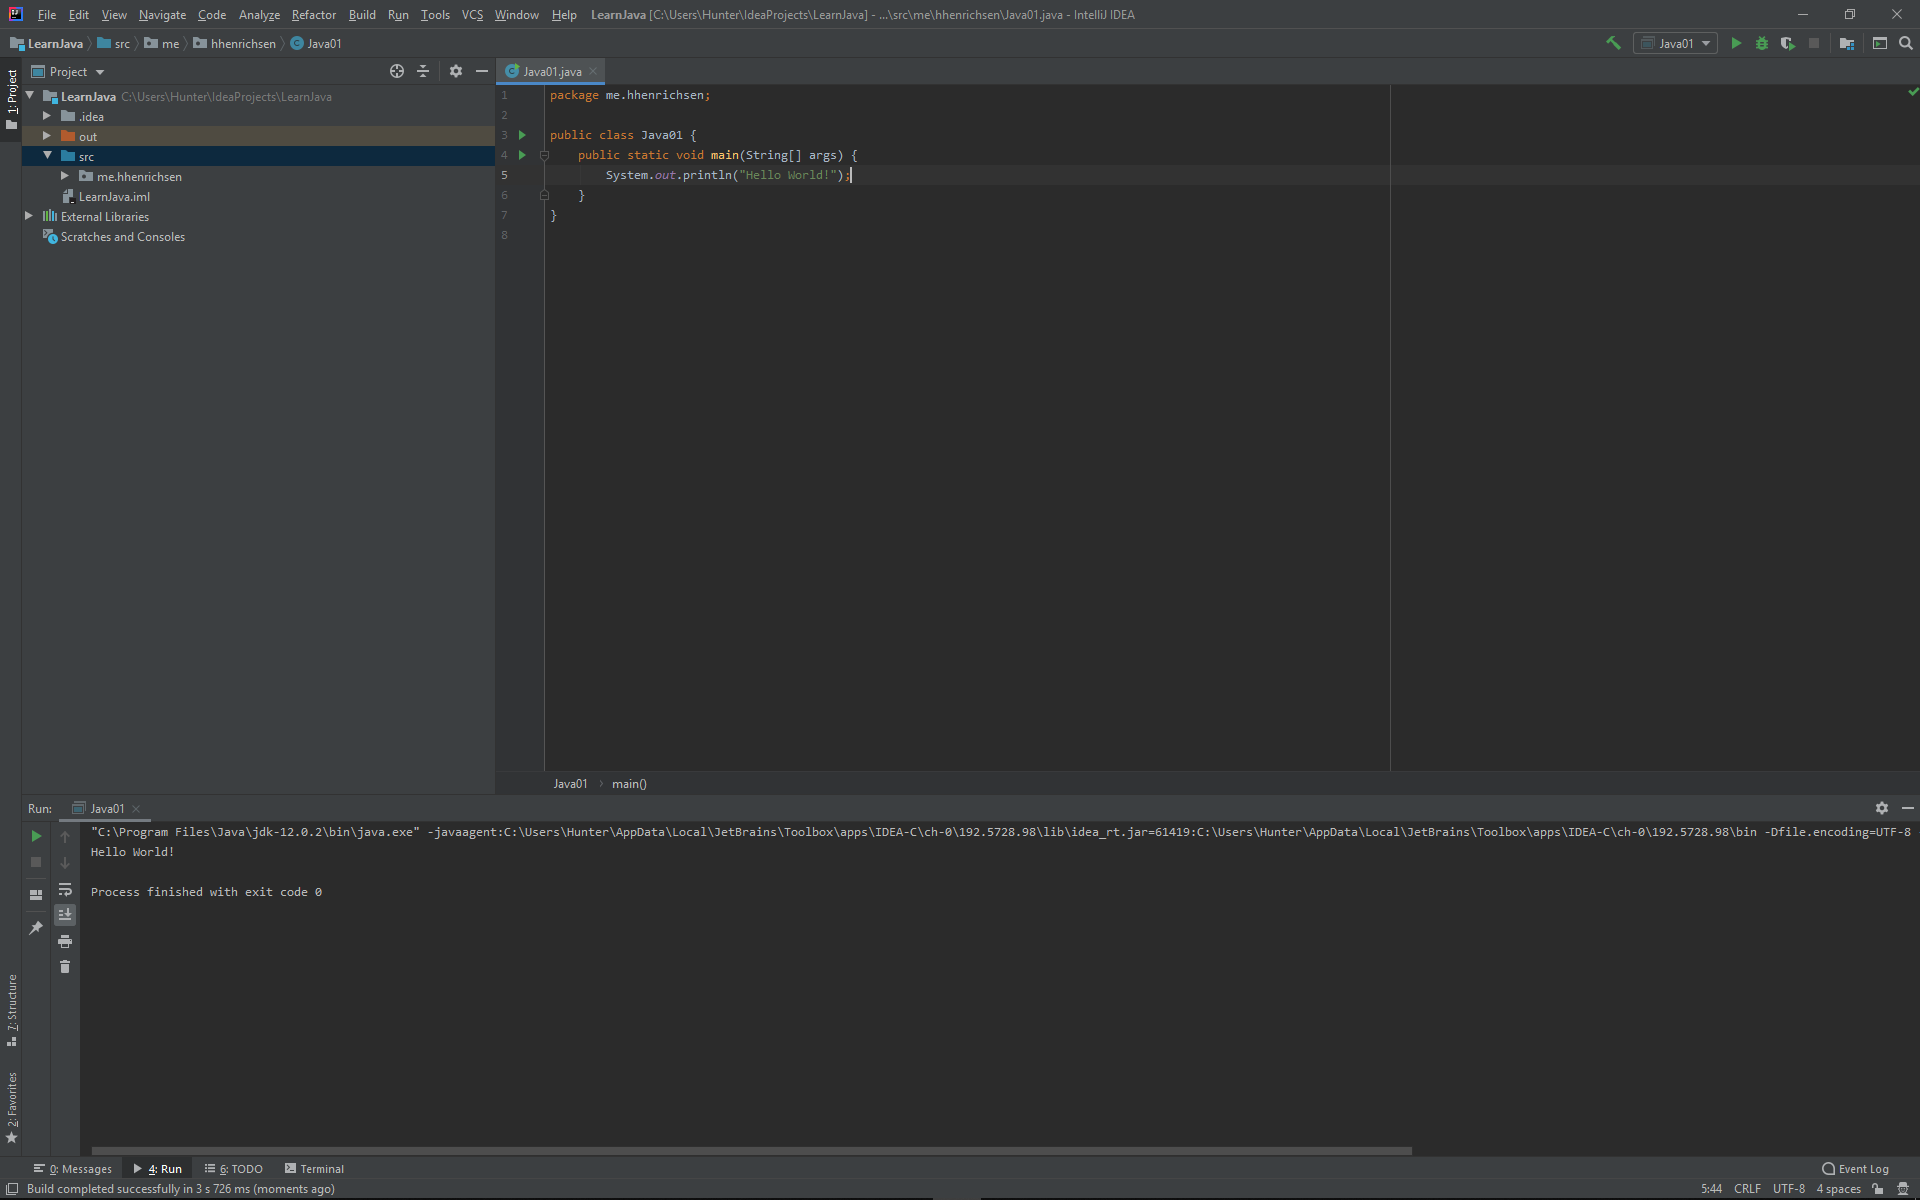 File Edit View Navigate Code Analyze Refactor Build Run Tools VCS Window Help LearnJava [C:\Users\Hunter\IdeaProjects\LearnJava] - ...\src\me\hhenrichsen\Java01.java - IntelliJ IDEA
LearnJava src me hhenrichsen Java01
Java01
1: Project
Project
Java01.java
LearnJava C:\Users\Hunter\IdeaProjects\LearnJava
.idea
out
src
me.hhenrichsen
LearnJava.iml
External Libraries
Scratches and Consoles
1 package me.hhenrichsen;
2
3 public class Java01 {
4 public static void main(String[] args) {
5 System.out.println("Hello World!");
6 }
7 }
8
Java01 main()
Run: Java01
"C:\Program Files\Java\jdk-12.0.2\bin\java.exe" -javaagent:C:\Users\Hunter\AppData\Local\JetBrains\Toolbox\apps\IDEA-C\ch-0\192.5728.98\lib\idea_rt.jar=61419:C:\Users\Hunter\AppData\Local\JetBrains\Toolbox\apps\IDEA-C\ch-0\192.5728.98\bin -Dfile.encoding=UTF-8
Hello World!
Process finished with exit code 0
7: Structure
2: Favorites
0: Messages 4: Run 6: TODO Terminal Event Log
Build completed successfully in 3 s 726 ms (moments ago) 5:44 CRLF UTF-8 4 spaces